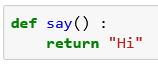 def say() :
    return "Hi"